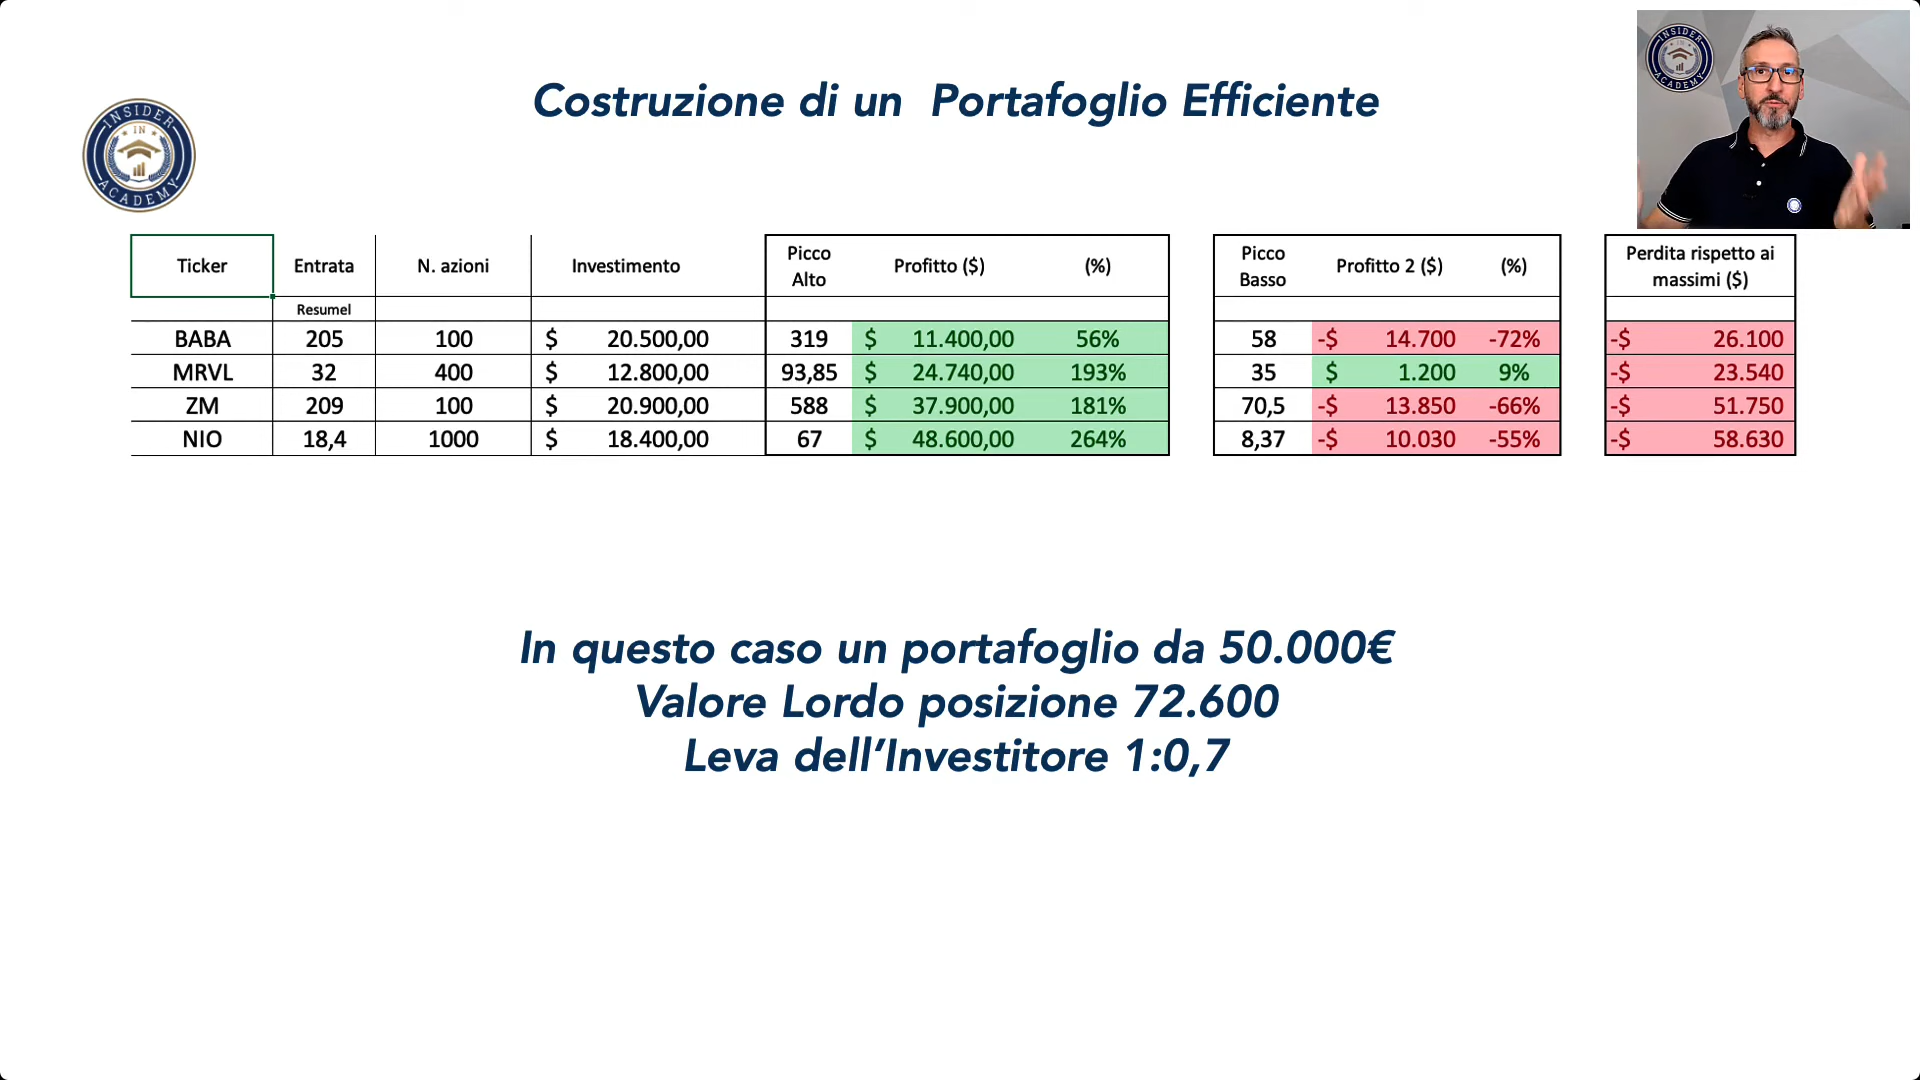 Costruzione di un Portafoglio Efficiente
INSIDER
IN
ACADEMY
INSIDER
IN
ACADEMY
Ticker Entrata N. azioni Investimento Picco Alto Profitto ($) (%) Picco Basso Profitto 2 ($) (%) Perdita rispetto ai massimi ($)
Resumel
BABA 205 100 $ 20.500,00 319 $ 11.400,00 56% 58 -$ 14.700 -72% -$ 26.100
MRVL 32 400 $ 12.800,00 93,85 $ 24.740,00 193% 35 $ 1.200 9% -$ 23.540
ZM 209 100 $ 20.900,00 588 $ 37.900,00 181% 70,5 -$ 13.850 -66% -$ 51.750
NIO 18,4 1000 $ 18.400,00 67 $ 48.600,00 264% 8,37 -$ 10.030 -55% -$ 58.630
In questo caso un portafoglio da 50.000€
Valore Lordo posizione 72.600
Leva dell’Investitore 1:0,7